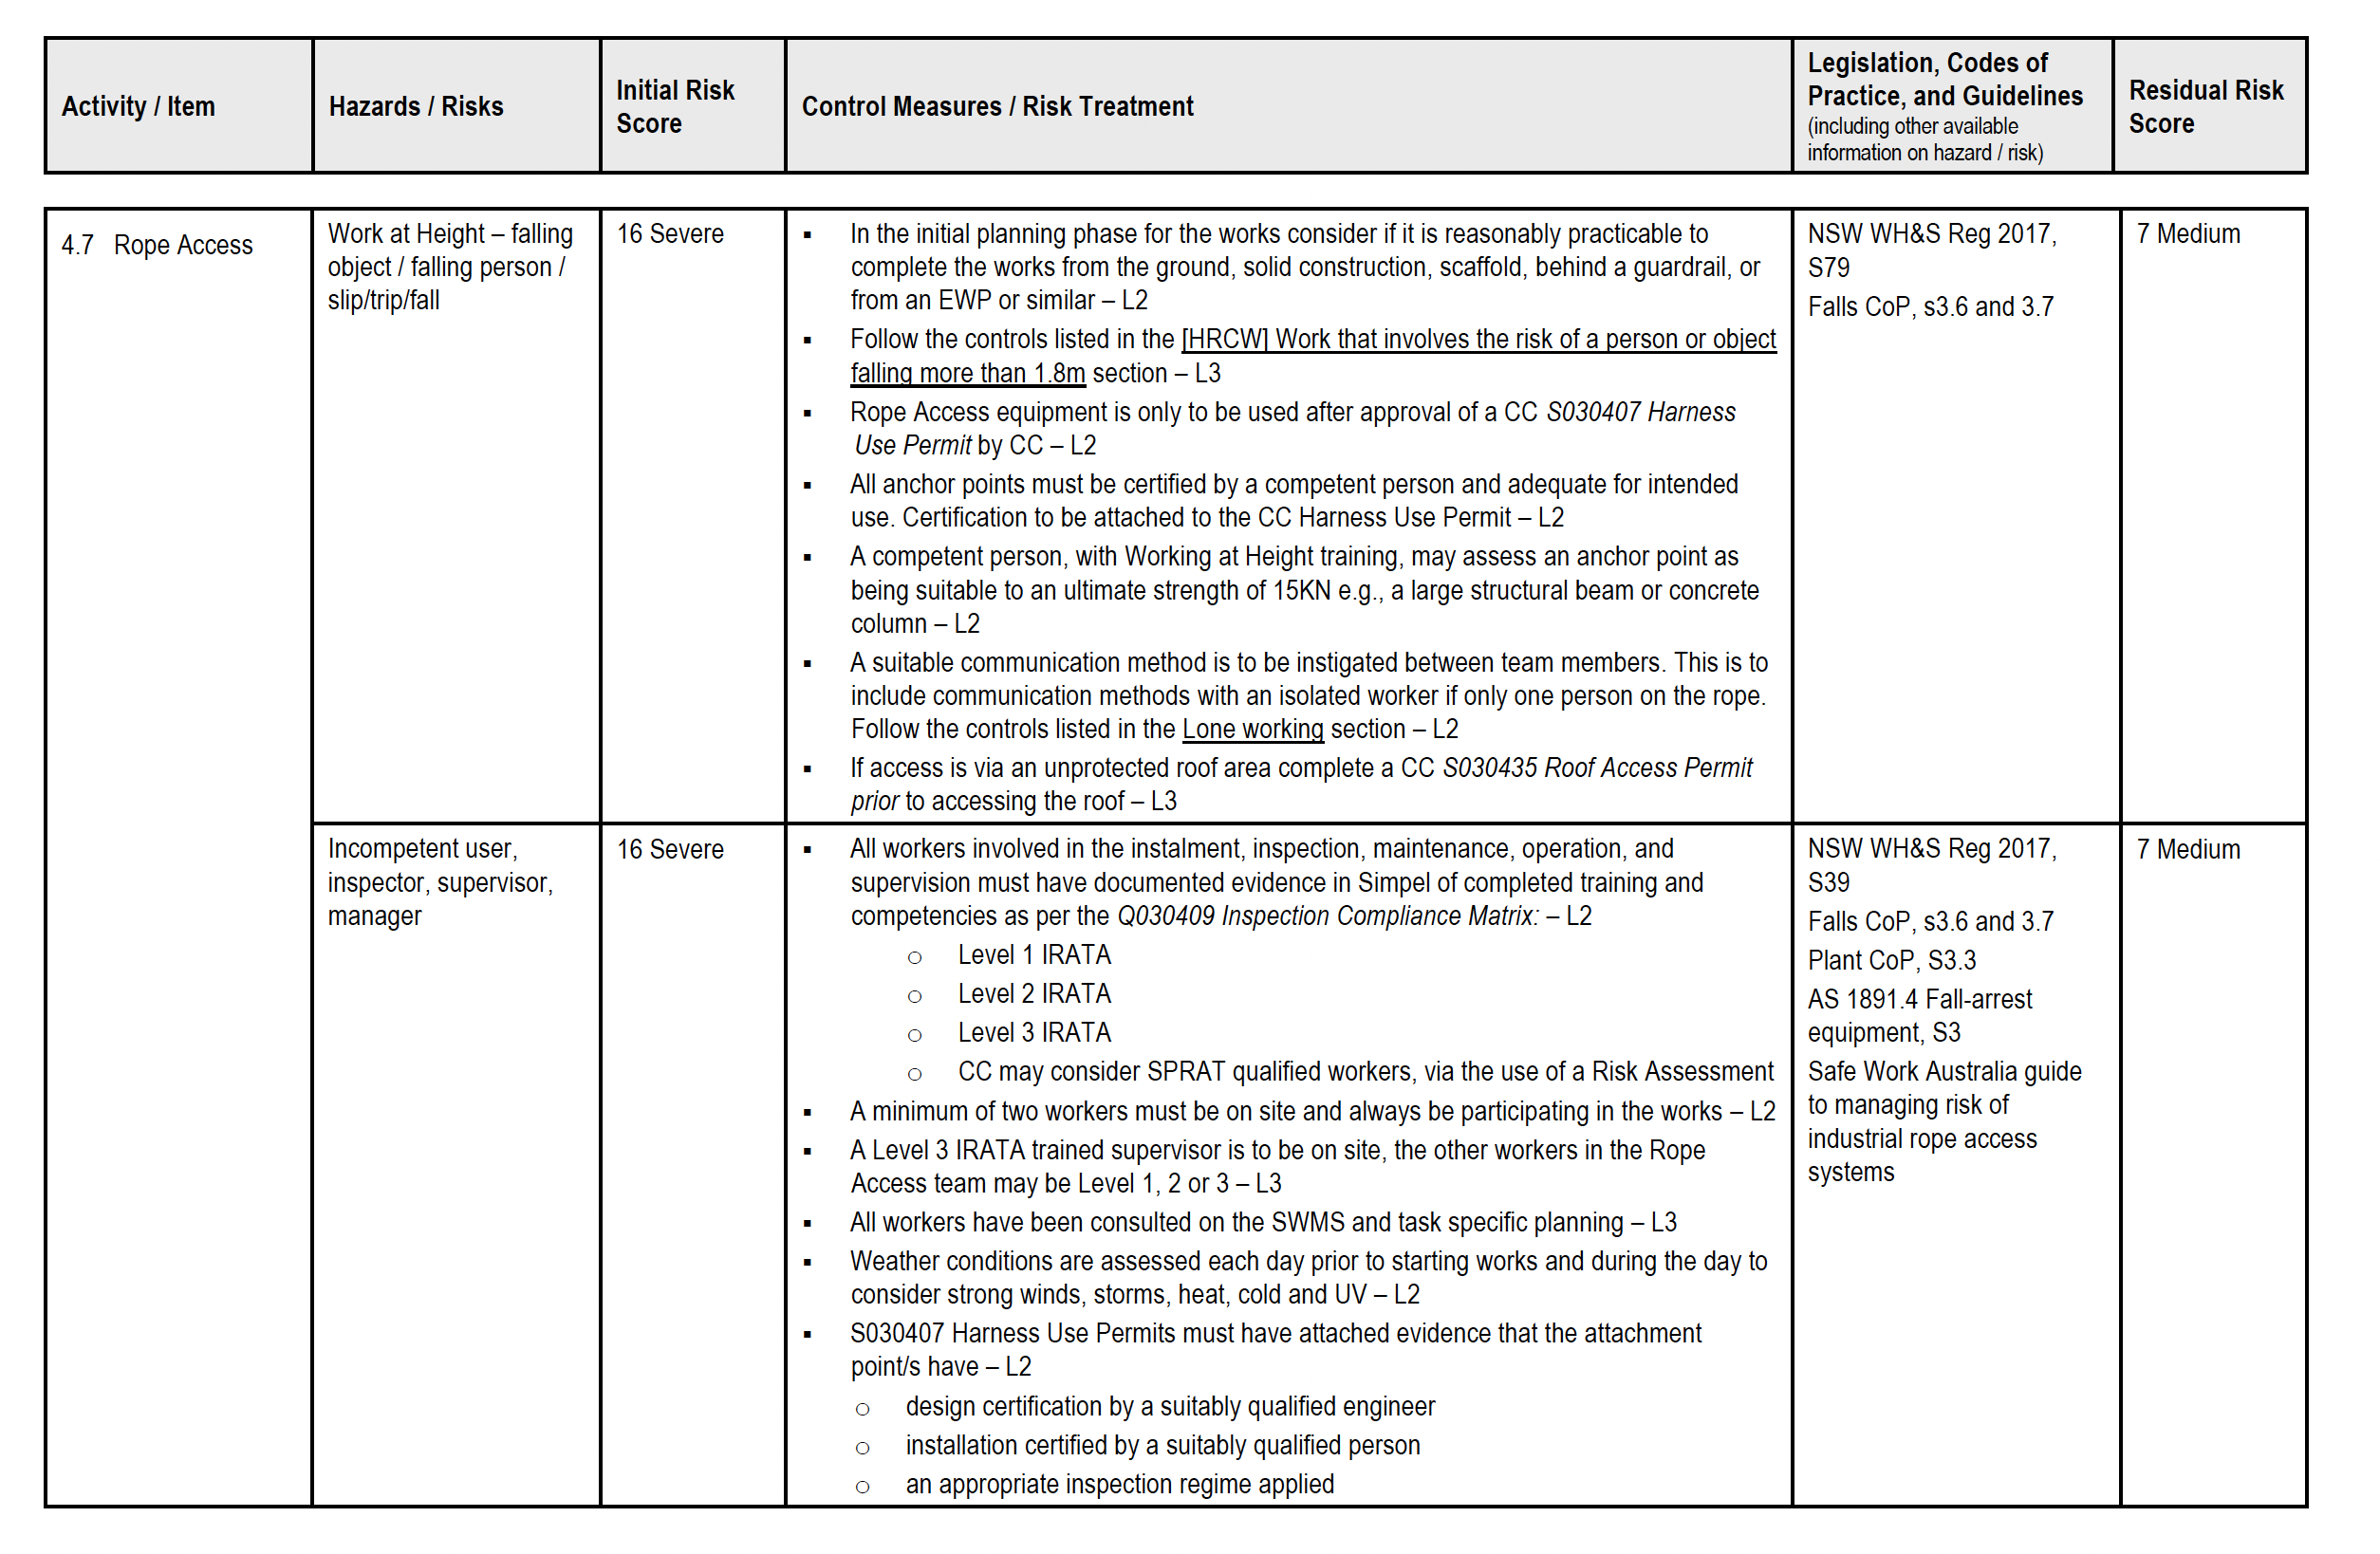 Activity / Item
Hazards / Risks
Initial Risk
Score
Control Measures / Risk Treatment
Legislation, Codes of
Practice, and Guidelines
(including other available
information on hazard / risk)
Residual Risk
Score
4.7 Rope Access
Work at Height – falling
object / falling person /
slip/trip/fall
16 Severe
▪ In the initial planning phase for the works consider if it is reasonably practicable to
complete the works from the ground, solid construction, scaffold, behind a guardrail, or
from an EWP or similar – L2
▪ Follow the controls listed in the [HRCW] Work that involves the risk of a person or object
falling more than 1.8m section – L3
▪ Rope Access equipment is only to be used after approval of a CC S030407 Harness
Use Permit by CC – L2
▪ All anchor points must be certified by a competent person and adequate for intended
use. Certification to be attached to the CC Harness Use Permit – L2
▪ A competent person, with Working at Height training, may assess an anchor point as
being suitable to an ultimate strength of 15KN e.g., a large structural beam or concrete
column – L2
▪ A suitable communication method is to be instigated between team members. This is to
include communication methods with an isolated worker if only one person on the rope.
Follow the controls listed in the Lone working section – L2
▪ If access is via an unprotected roof area complete a CC S030435 Roof Access Permit
prior to accessing the roof – L3
NSW WH&S Reg 2017,
S79
Falls CoP, s3.6 and 3.7
7 Medium
Incompetent user,
inspector, supervisor,
manager
16 Severe
▪ All workers involved in the instalment, inspection, maintenance, operation, and
supervision must have documented evidence in Simpel of completed training and
competencies as per the Q030409 Inspection Compliance Matrix: – L2
○ Level 1 IRATA
○ Level 2 IRATA
○ Level 3 IRATA
○ CC may consider SPRAT qualified workers, via the use of a Risk Assessment
▪ A minimum of two workers must be on site and always be participating in the works – L2
▪ A Level 3 IRATA trained supervisor is to be on site, the other workers in the Rope
Access team may be Level 1, 2 or 3 – L3
▪ All workers have been consulted on the SWMS and task specific planning – L3
▪ Weather conditions are assessed each day prior to starting works and during the day to
consider strong winds, storms, heat, cold and UV – L2
▪ S030407 Harness Use Permits must have attached evidence that the attachment
point/s have – L2
○ design certification by a suitably qualified engineer
○ installation certified by a suitably qualified person
○ an appropriate inspection regime applied
NSW WH&S Reg 2017,
S39
Falls CoP, s3.6 and 3.7
Plant CoP, S3.3
AS 1891.4 Fall-arrest
equipment, S3
Safe Work Australia guide
to managing risk of
industrial rope access
systems
7 Medium